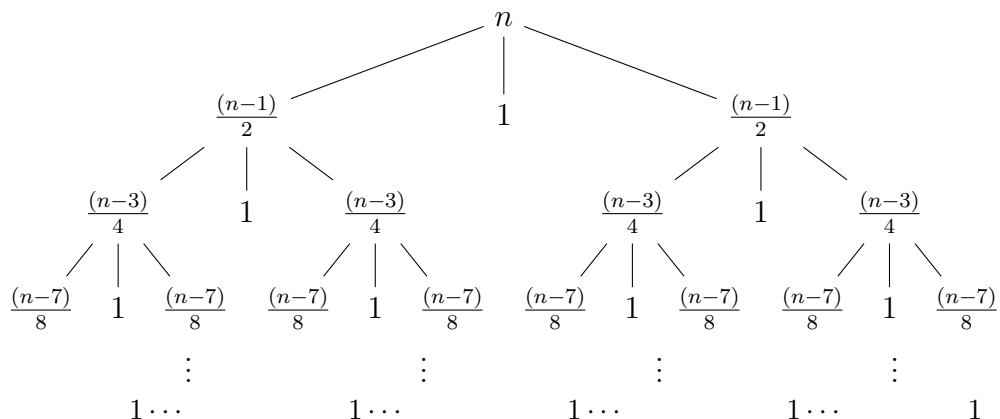 n
(n−1)/2 1 (n−1)/2
(n−3)/4 1 (n−3)/4 (n−3)/4 1 (n−3)/4
(n−7)/8 1 (n−7)/8 (n−7)/8 1 (n−7)/8 (n−7)/8 1 (n−7)/8 (n−7)/8 1 (n−7)/8
⋮ ⋮ ⋮ ⋮
1⋯ 1⋯ 1⋯ 1⋯ 1